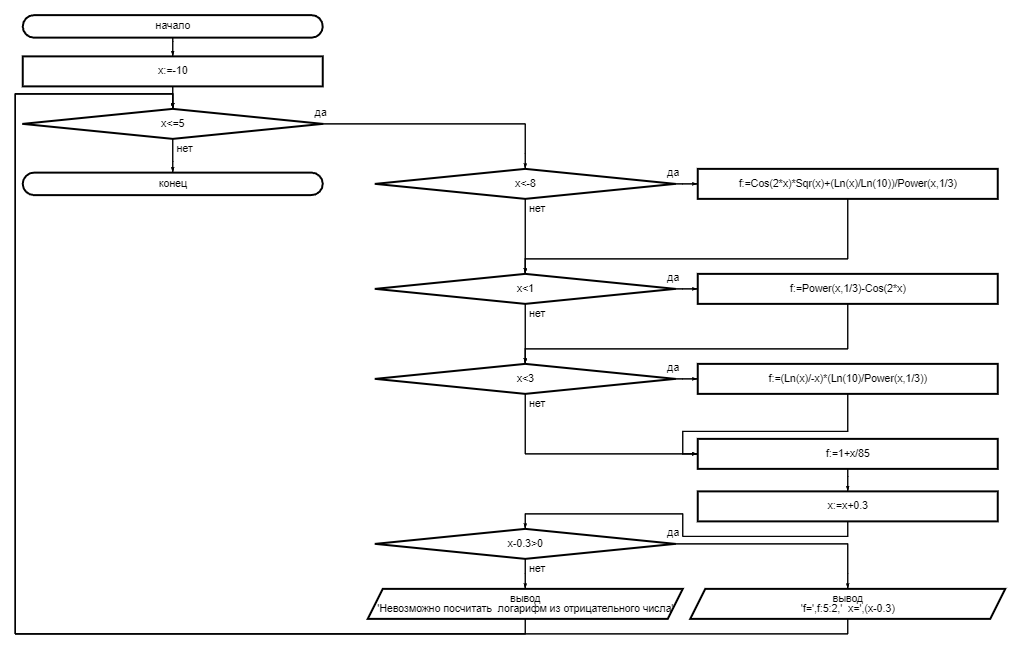 начало
x:=-10
x<=5
да
нет
конец
x<-8
да
f:=Cos(2*x)*Sqr(x)+(Ln(x)/Ln(10))/Power(x,1/3)
нет
x<1
да
f:=Power(x,1/3)-Cos(2*x)
нет
x<3
да
f:=(Ln(x)/-x)*(Ln(10)/Power(x,1/3))
нет
f:=1+x/85
x:=x+0.3
x-0.3>0
да
нет
вывод
'Невозможно посчитать  логарифм из отрицательного числа'
вывод
'f=',f:5:2,'  x=',(x-0.3)